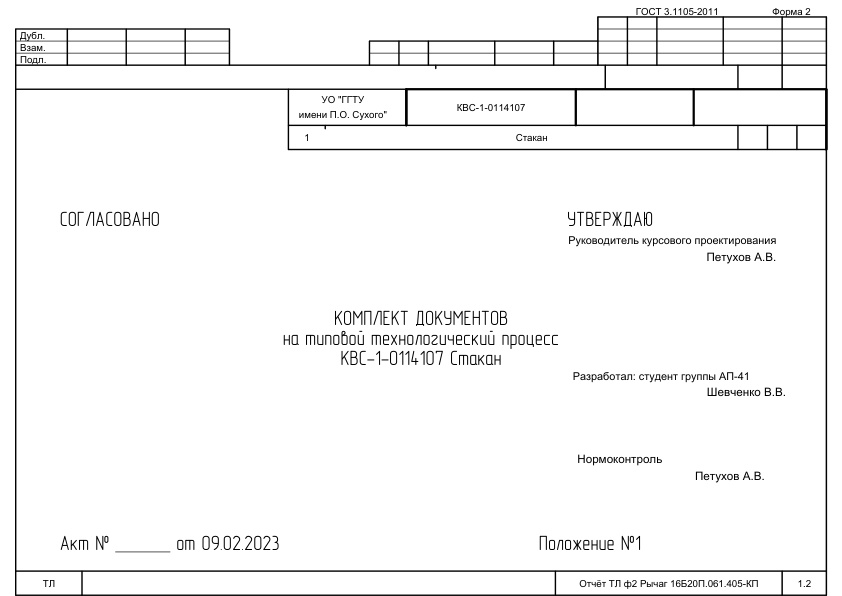 ГОСТ 3.1105-2011 Форма 2
Дубл.
Взам.
Подл.
УО "ГГТУ
имени П.О. Сухого"
КВС-1-0114107
1 Стакан
СОГЛАСОВАНО
УТВЕРЖДАЮ
Руководитель курсового проектирования
Петухов А.В.
КОМПЛЕКТ ДОКУМЕНТОВ
на типовой технологический процесс
КВС-1-0114107 Стакан
Разработал: студент группы АП-41
Шевченко В.В.
Нормоконтроль
Петухов А.В.
Акт № ______ от 09.02.2023
Положение №1
ТЛ
Отчёт ТЛ ф2 Рычаг 16Б20П.061.405-КП
1.2